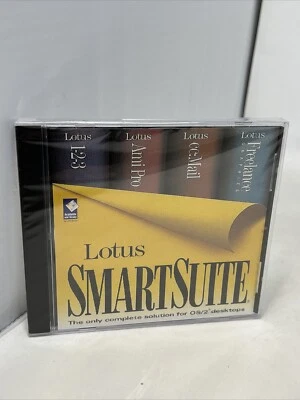 Lotus
1-2-3
Lotus
Ami Pro
Lotus
cc:Mail
Lotus
Freelance
Lotus
SMARTSUITE®
The only complete solution for OS/2® desktops